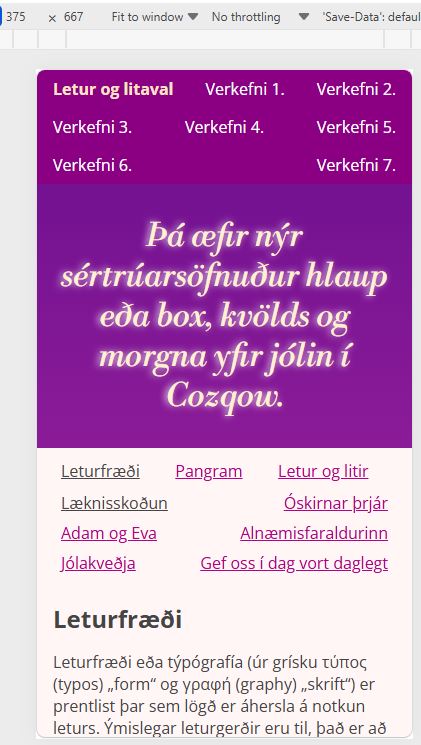 375 × 667 Fit to window No throttling 'Save-Data': defaul
Letur og litaval Verkefni 1. Verkefni 2.
Verkefni 3. Verkefni 4. Verkefni 5.
Verkefni 6. Verkefni 7.
Þá æfir nýr
sértrúarsöfnuður hlaup
eða box, kvölds og
morgna yfir jólin í
Cozqow.
Leturfræði Pangram Letur og litir
Læknisskoðun Óskirnar þrjár
Adam og Eva Alnæmisfaraldurinn
Jólakveðja Gef oss í dag vort daglegt
Leturfræði
Leturfræði eða týpógrafía (úr grísku τύπος
(typos) „form“ og γραφή (graphy) „skrift“) er
prentlist þar sem lögð er áhersla á notkun
leturs. Ýmislegar leturgerðir eru til, það er að